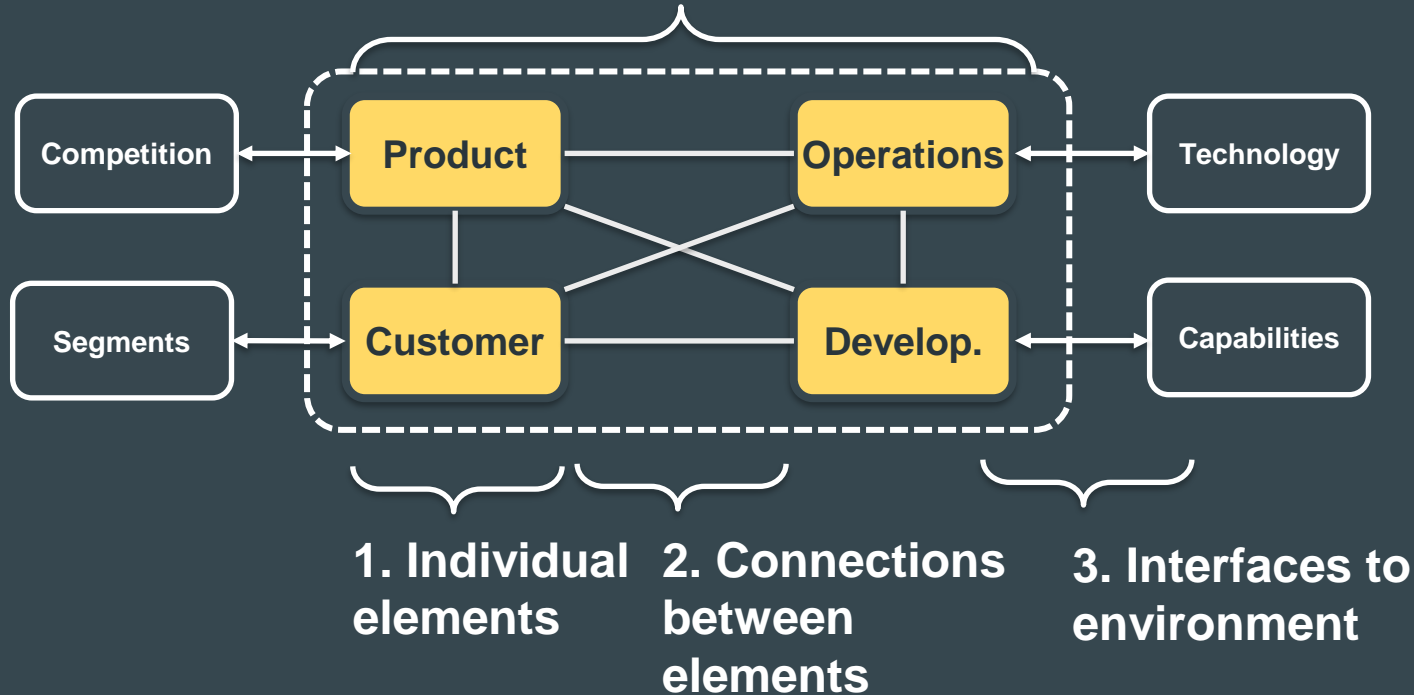 Competition
Product
Operations
Technology
Segments
Customer
Develop.
Capabilities
1. Individual
elements
2. Connections
between
elements
3. Interfaces to
environment